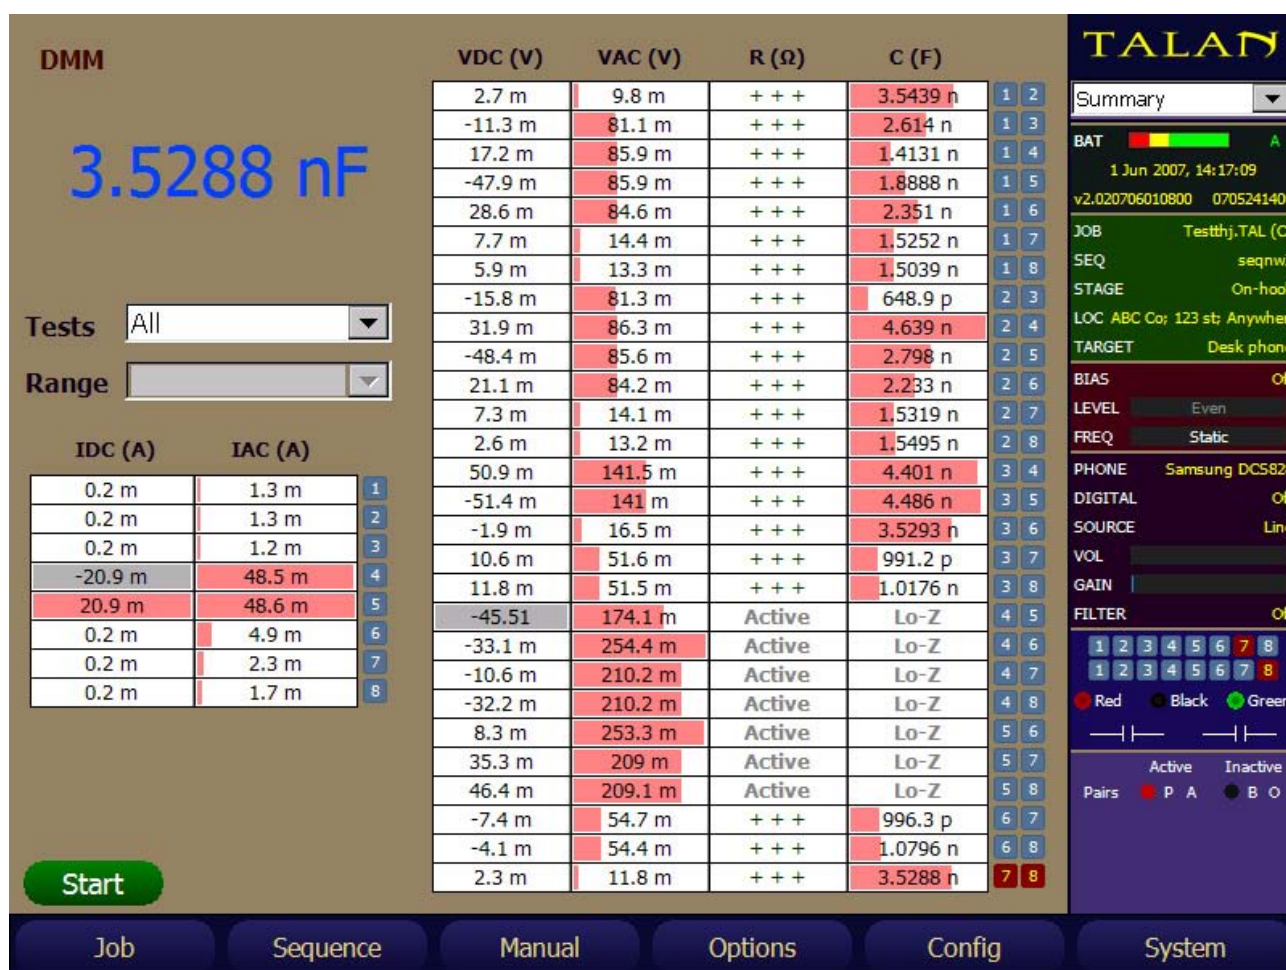 DMM
3.5288 nF
Tests All
Range
IDC (A) IAC (A)
0.2 m 1.3 m 1
0.2 m 1.3 m 2
0.2 m 1.2 m 3
-20.9 m 48.5 m 4
20.9 m 48.6 m 5
0.2 m 4.9 m 6
0.2 m 2.3 m 7
0.2 m 1.7 m 8
Start
VDC (V) VAC (V) R (Ω) C (F)
2.7 m 9.8 m + + + 3.5439 n 1 2
-11.3 m 81.1 m + + + 2.614 n 1 3
17.2 m 85.9 m + + + 1.4131 n 1 4
-47.9 m 85.9 m + + + 1.8888 n 1 5
28.6 m 84.6 m + + + 2.351 n 1 6
7.7 m 14.4 m + + + 1.5252 n 1 7
5.9 m 13.3 m + + + 1.5039 n 1 8
-15.8 m 81.3 m + + + 648.9 p 2 3
31.9 m 86.3 m + + + 4.639 n 2 4
-48.4 m 85.6 m + + + 2.798 n 2 5
21.1 m 84.2 m + + + 2.233 n 2 6
7.3 m 14.1 m + + + 1.5319 n 2 7
2.6 m 13.2 m + + + 1.5495 n 2 8
50.9 m 141.5 m + + + 4.401 n 3 4
-51.4 m 141 m + + + 4.486 n 3 5
-1.9 m 16.5 m + + + 3.5293 n 3 6
10.6 m 51.6 m + + + 991.2 p 3 7
11.8 m 51.5 m + + + 1.0176 n 3 8
-45.51 174.1 m Active Lo-Z 4 5
-33.1 m 254.4 m Active Lo-Z 4 6
-10.6 m 210.2 m Active Lo-Z 4 7
-32.2 m 210.2 m Active Lo-Z 4 8
8.3 m 253.3 m Active Lo-Z 5 6
35.3 m 209 m Active Lo-Z 5 7
46.4 m 209.1 m Active Lo-Z 5 8
-7.4 m 54.7 m + + + 996.3 p 6 7
-4.1 m 54.4 m + + + 1.0796 n 6 8
2.3 m 11.8 m + + + 3.5288 n 7 8
TALAN
Summary
BAT A
1 Jun 2007, 14:17:09
v2.020706010800 070524140
JOB Testthj.TAL (C
SEQ seqnw
STAGE On-hoo
LOC ABC Co; 123 st; Anywhe
TARGET Desk phon
BIAS O
LEVEL Even
FREQ Static
PHONE Samsung DCS82
DIGITAL O
SOURCE Lin
VOL
GAIN
FILTER O
1 2 3 4 5 6 7 8
1 2 3 4 5 6 7 8
Red Black Green
Active Inactive
Pairs P A B O
Job Sequence Manual Options Config System